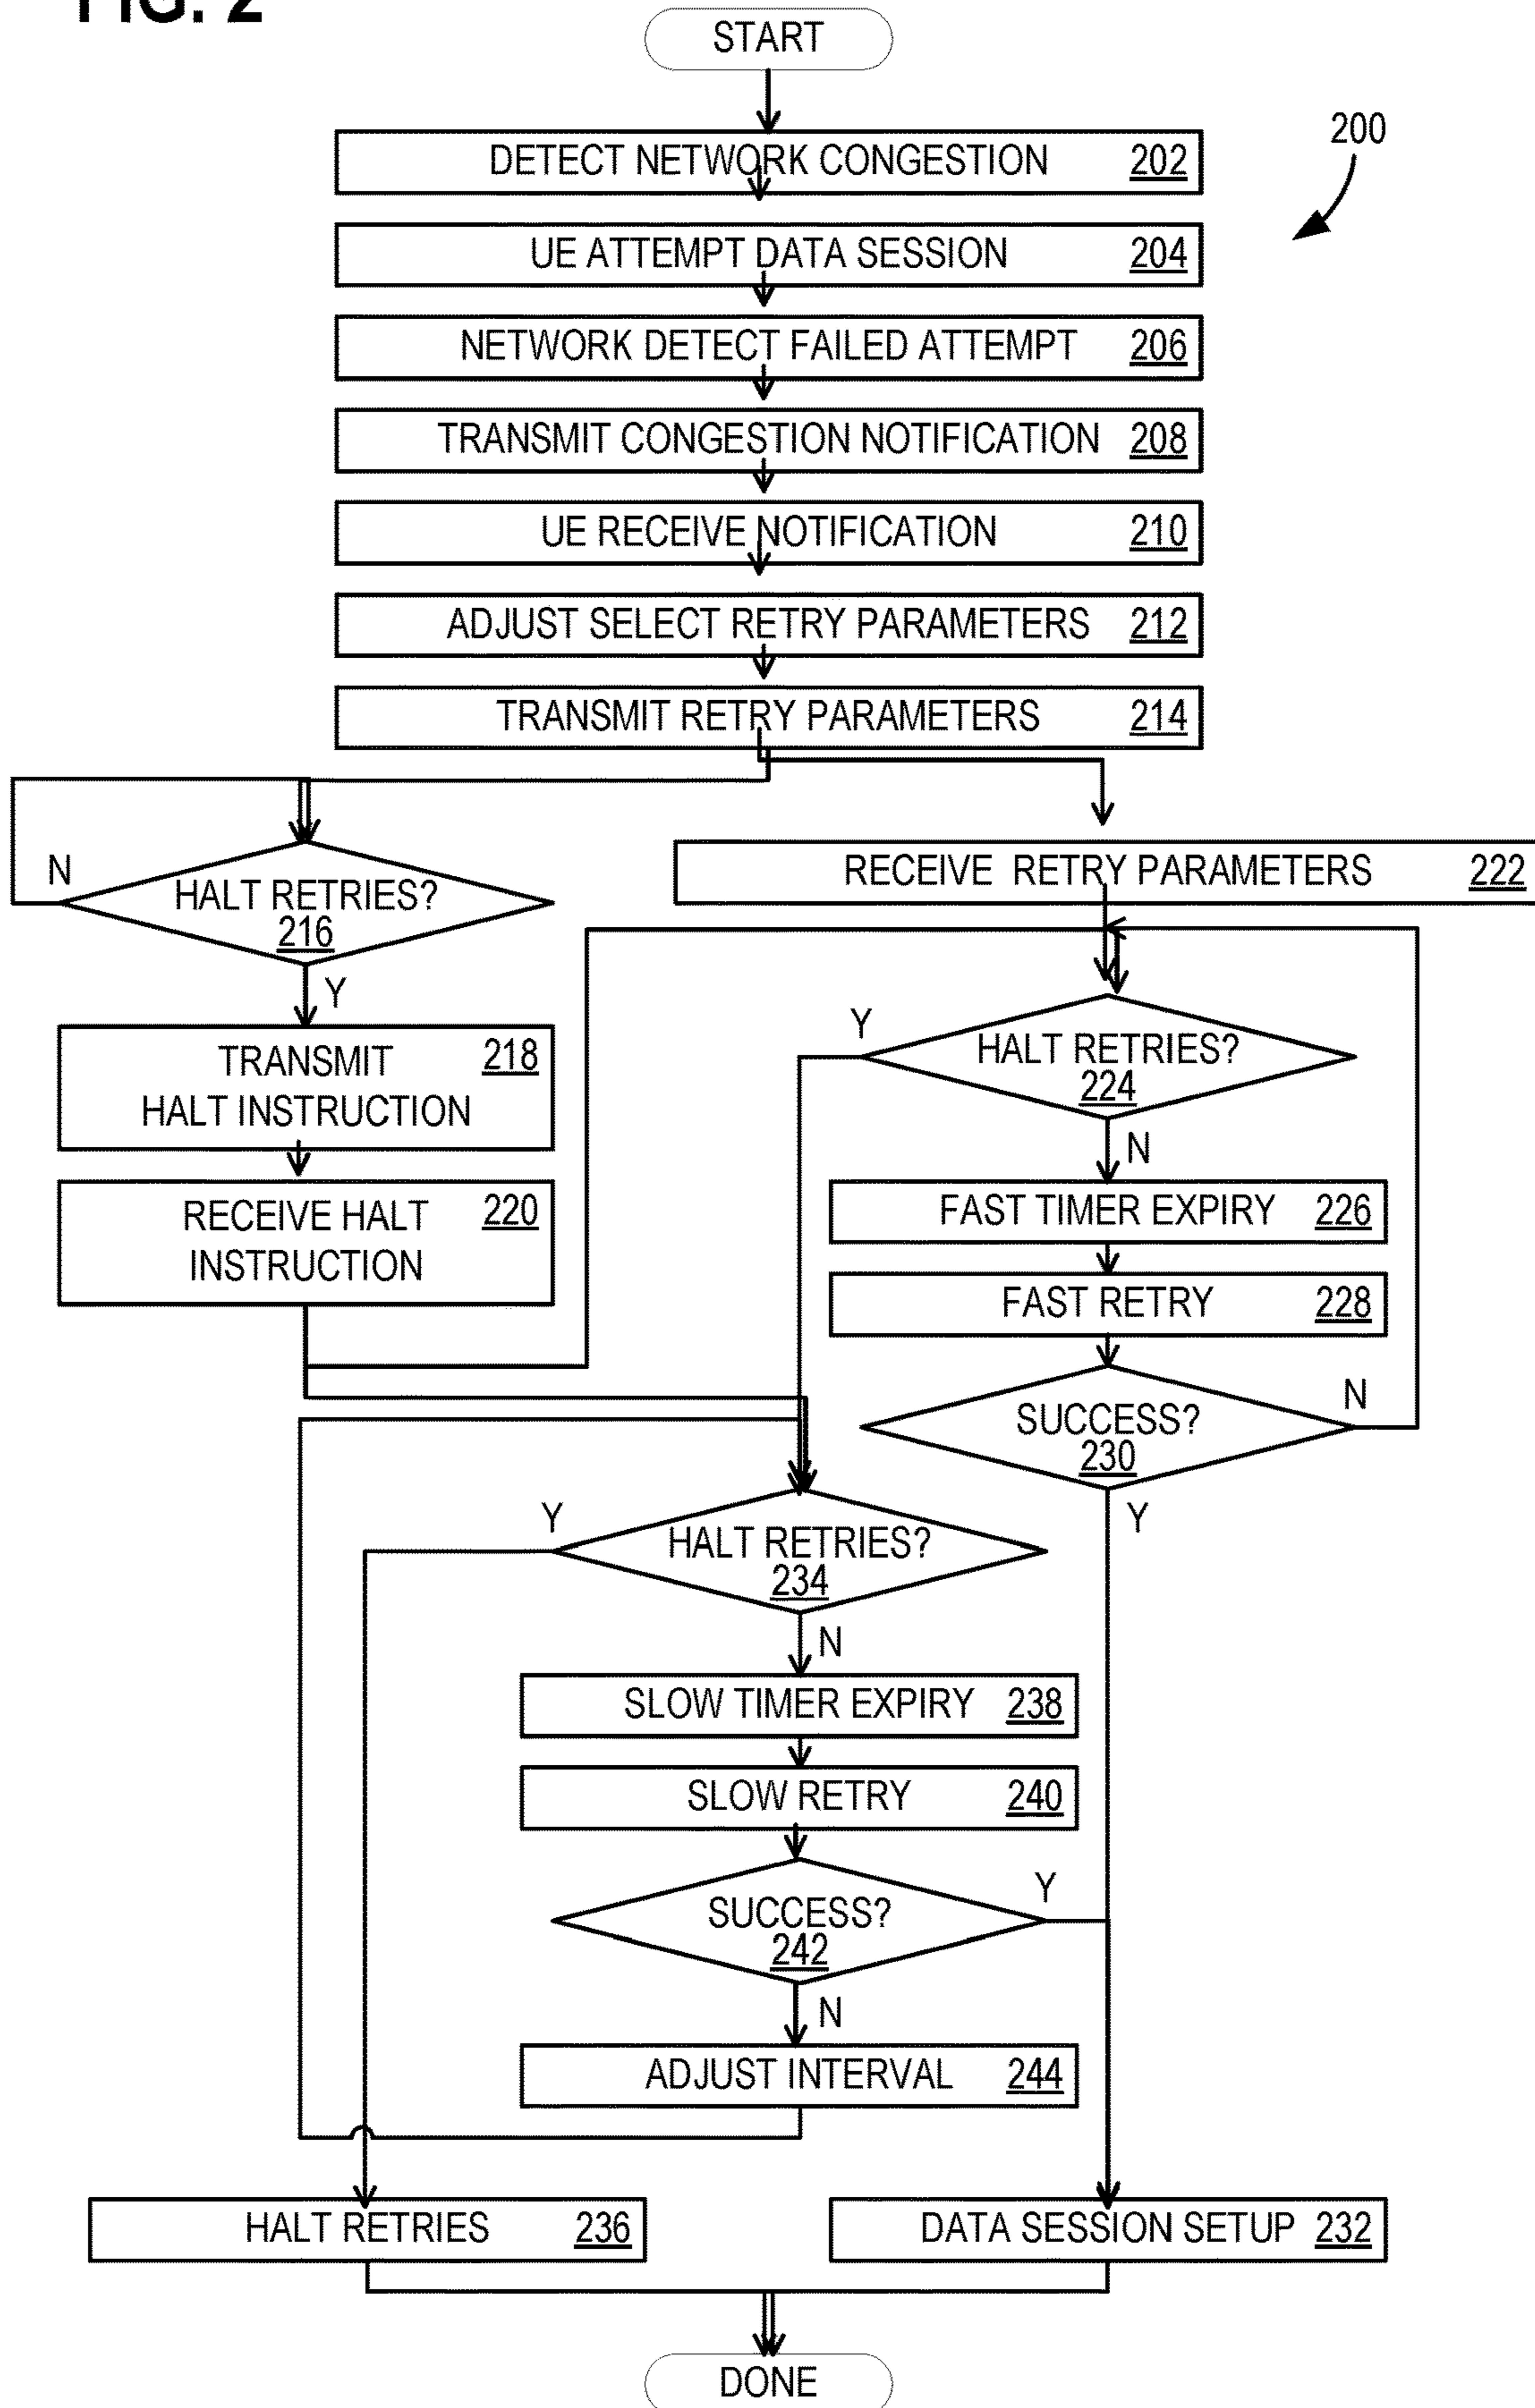 FIG. 2
START
200
DETECT NETWORK CONGESTION 202
UE ATTEMPT DATA SESSION 204
NETWORK DETECT FAILED ATTEMPT 206
TRANSMIT CONGESTION NOTIFICATION 208
UE RECEIVE NOTIFICATION 210
ADJUST SELECT RETRY PARAMETERS 212
TRANSMIT RETRY PARAMETERS 214
N
HALT RETRIES?
216
Y
TRANSMIT 218
HALT INSTRUCTION
RECEIVE HALT 220
INSTRUCTION
RECEIVE RETRY PARAMETERS 222
Y
HALT RETRIES?
224
N
FAST TIMER EXPIRY 226
FAST RETRY 228
N
SUCCESS?
230
Y
Y
HALT RETRIES?
234
N
SLOW TIMER EXPIRY 238
SLOW RETRY 240
Y
SUCCESS?
242
N
ADJUST INTERVAL 244
HALT RETRIES 236
DATA SESSION SETUP 232
DONE